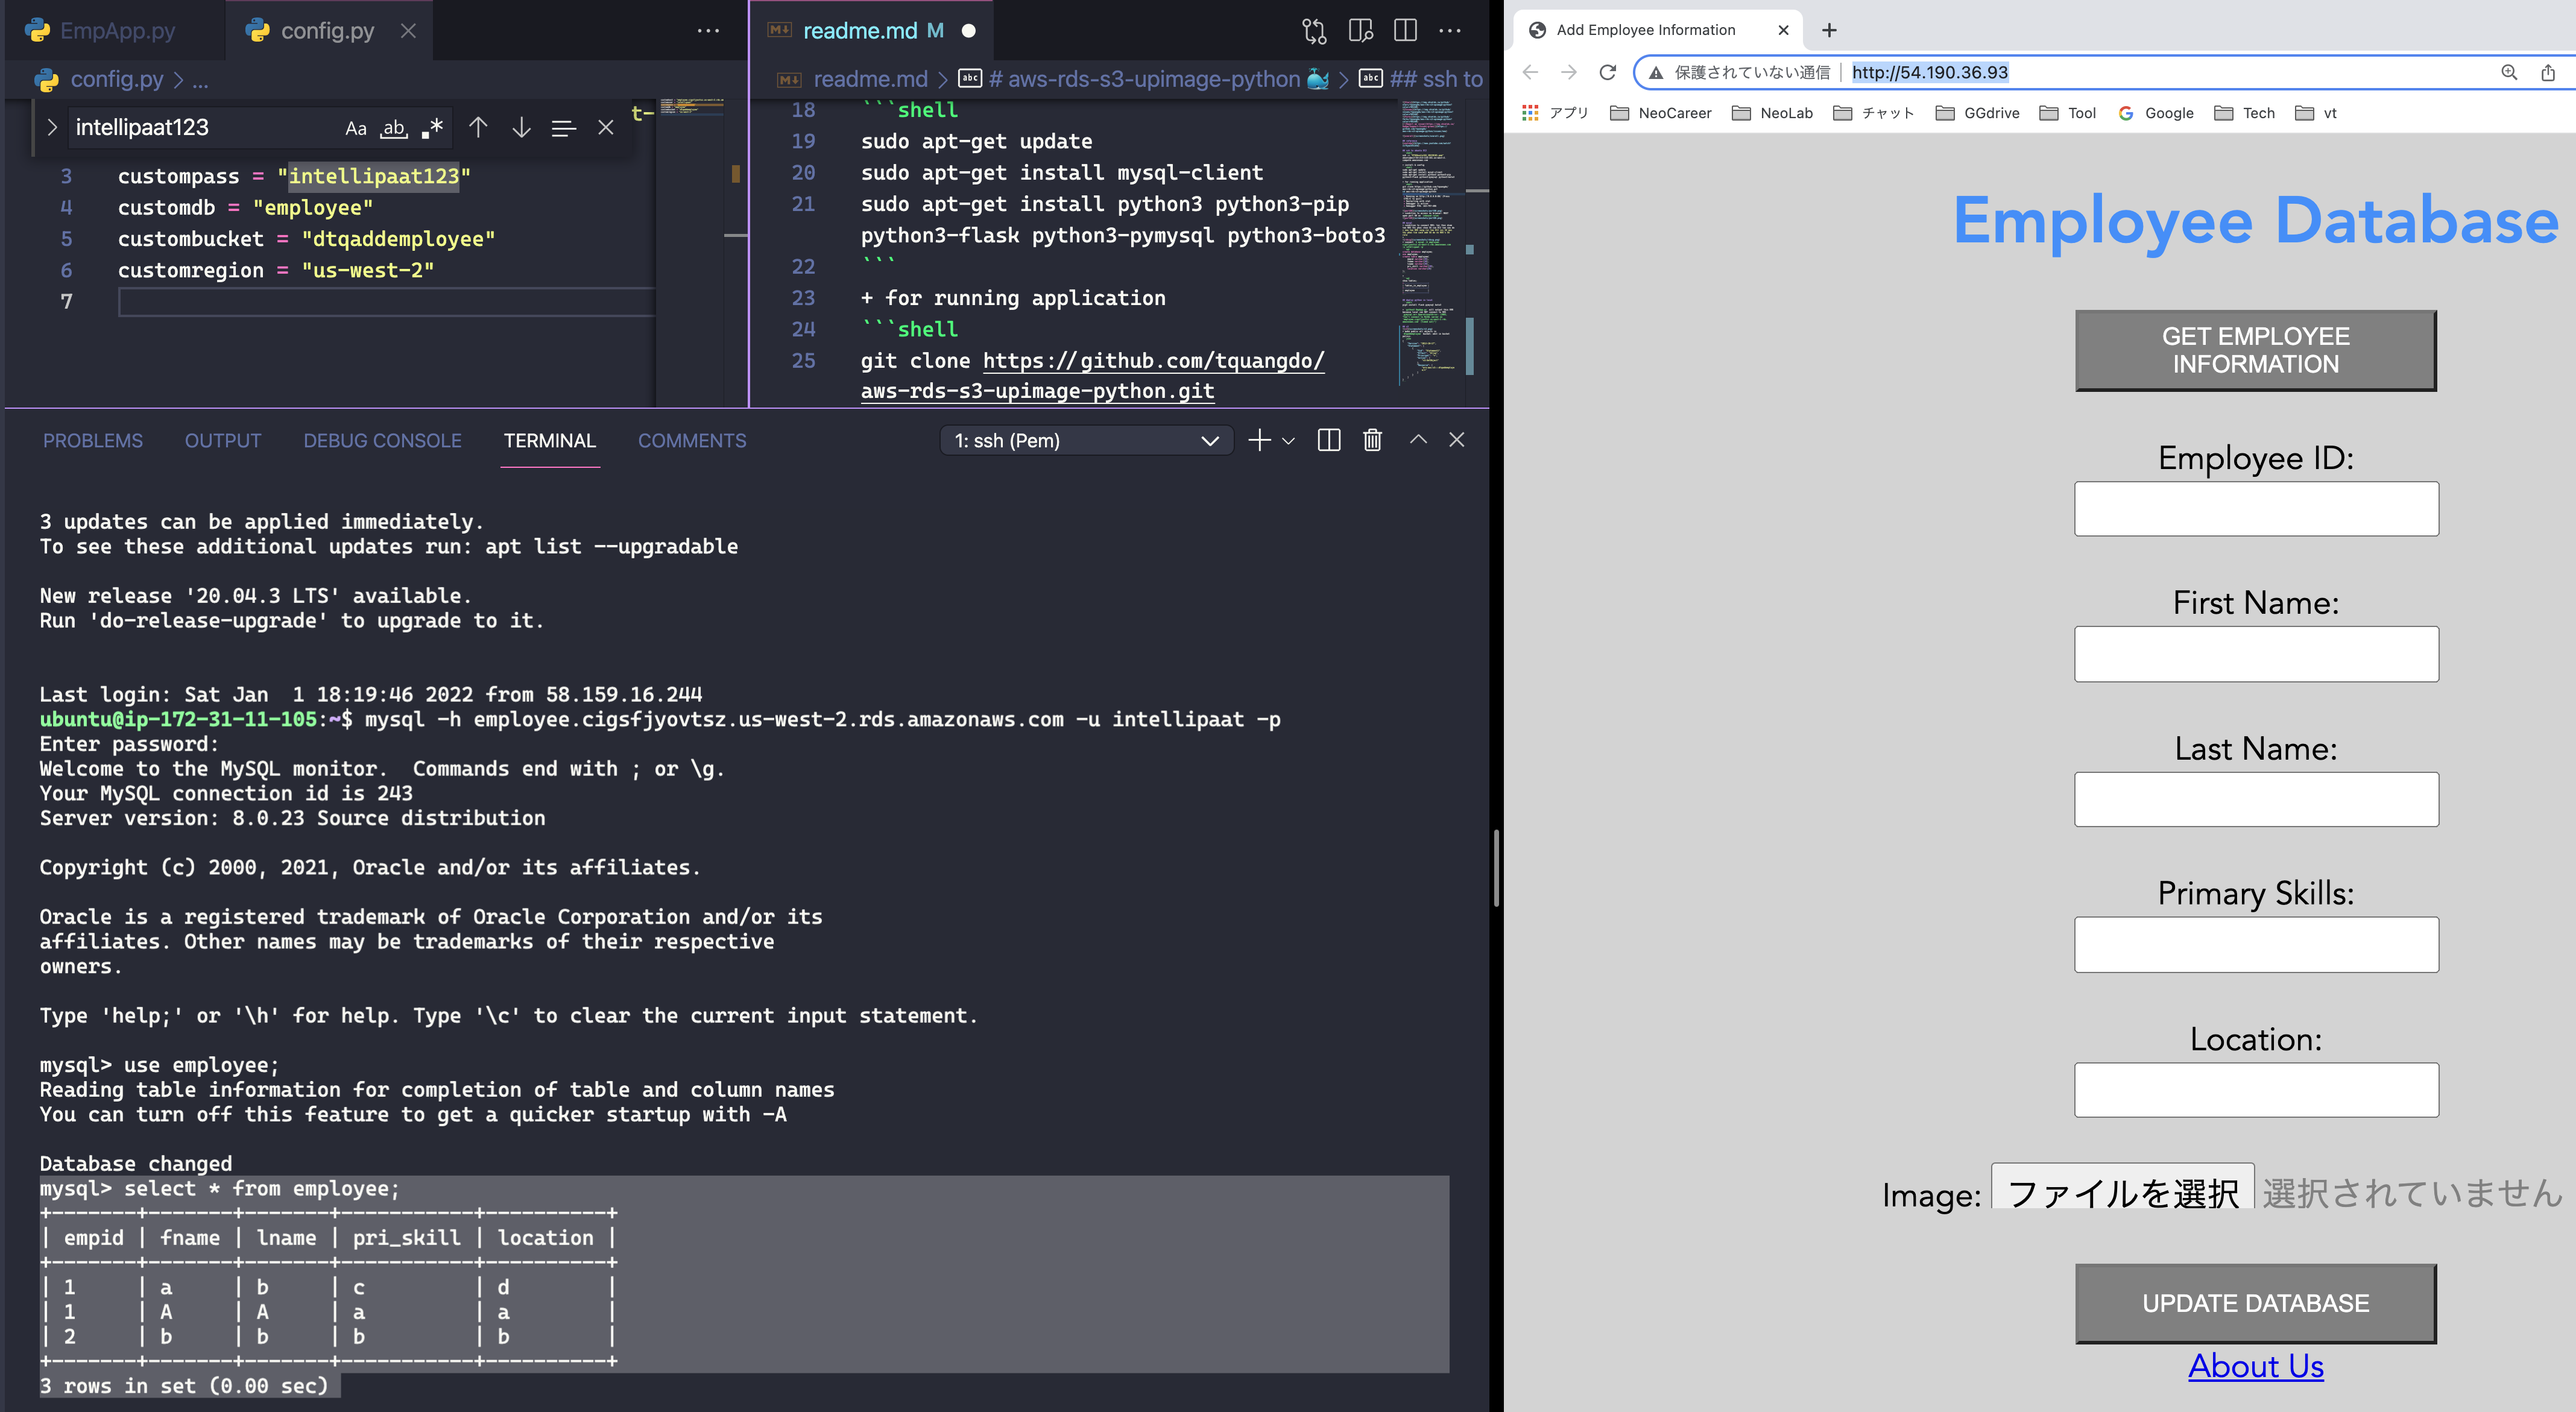 EmpApp.py
config.py
config.py > ...
intellipaat123
Aa ab .*
t-
3 custompass = "intellipaat123"
4 customdb = "employee"
5 custombucket = "dtqaddemployee"
6 customregion = "us-west-2"
7
readme.md M
readme.md > abc # aws-rds-s3-upimage-python 🐳 > abc ## ssh to
18 ```shell
19 sudo apt-get update
20 sudo apt-get install mysql-client
21 sudo apt-get install python3 python3-pip
python3-flask python3-pymysql python3-boto3
22 ```
23 + for running application
24 ```shell
25 git clone https://github.com/tquangdo/
aws-rds-s3-upimage-python.git
PROBLEMS OUTPUT DEBUG CONSOLE TERMINAL COMMENTS
1: ssh (Pem)
3 updates can be applied immediately.
To see these additional updates run: apt list --upgradable
New release '20.04.3 LTS' available.
Run 'do-release-upgrade' to upgrade to it.
Last login: Sat Jan  1 18:19:46 2022 from 58.159.16.244
ubuntu@ip-172-31-11-105:~$ mysql -h employee.cigsfjyovtsz.us-west-2.rds.amazonaws.com -u intellipaat -p
Enter password:
Welcome to the MySQL monitor.  Commands end with ; or \g.
Your MySQL connection id is 243
Server version: 8.0.23 Source distribution
Copyright (c) 2000, 2021, Oracle and/or its affiliates.
Oracle is a registered trademark of Oracle Corporation and/or its
affiliates. Other names may be trademarks of their respective
owners.
Type 'help;' or '\h' for help. Type '\c' to clear the current input statement.
mysql> use employee;
Reading table information for completion of table and column names
You can turn off this feature to get a quicker startup with -A
Database changed
mysql> select * from employee;
+-------+-------+-------+-----------+----------+
| empid | fname | lname | pri_skill | location |
+-------+-------+-------+-----------+----------+
| 1     | a     | b     | c         | d        |
| 1     | A     | A     | a         | a        |
| 2     | b     | b     | b         | b        |
+-------+-------+-------+-----------+----------+
3 rows in set (0.00 sec)
Add Employee Information
保護されていない通信 | http://54.190.36.93
アプリ NeoCareer NeoLab チャット GGdrive Tool Google Tech vt
Employee Database
GET EMPLOYEE
INFORMATION
Employee ID:
First Name:
Last Name:
Primary Skills:
Location:
Image: ファイルを選択 選択されていません
UPDATE DATABASE
About Us